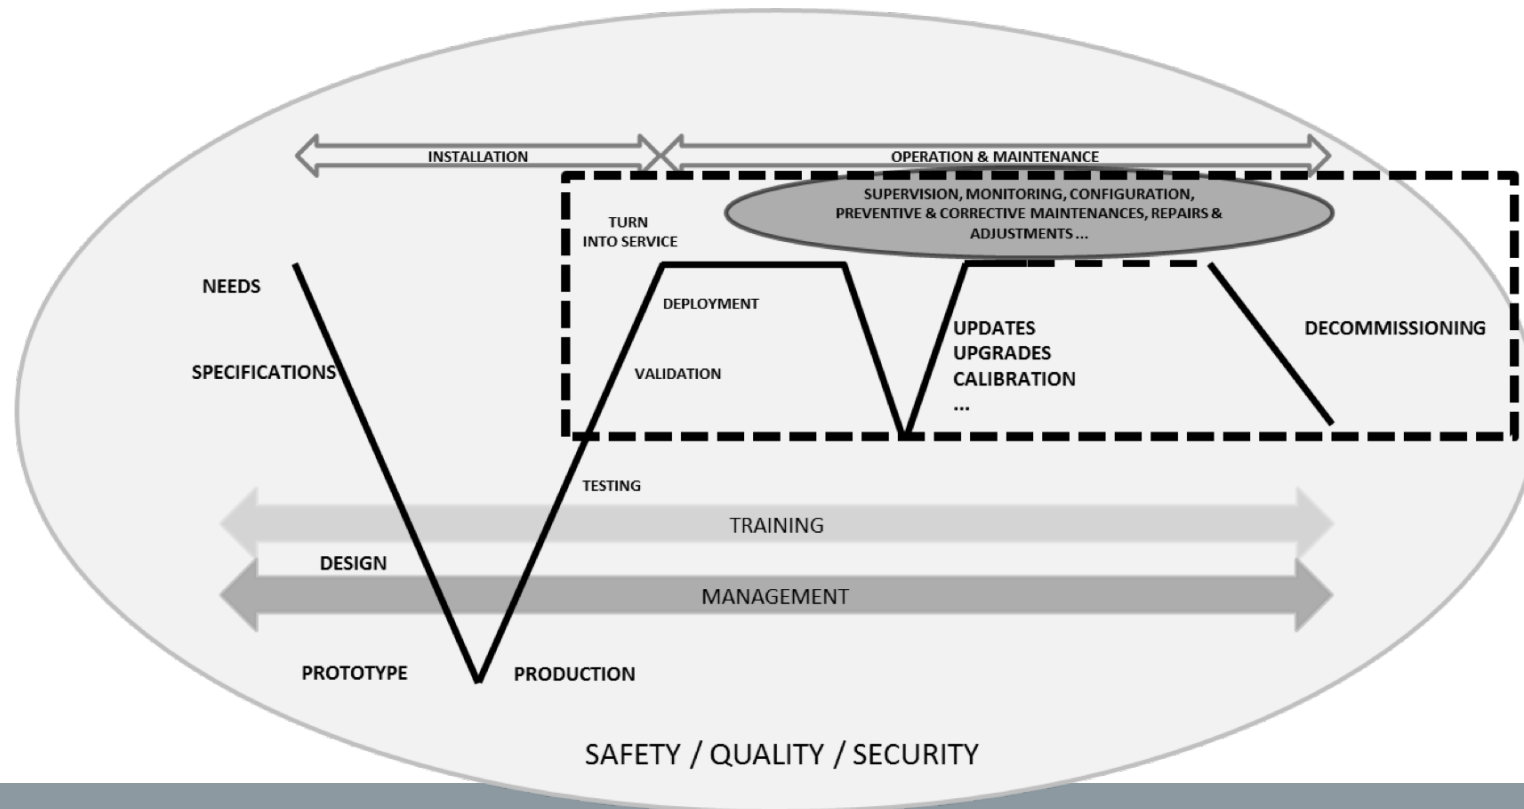 INSTALLATION
OPERATION & MAINTENANCE
SUPERVISION, MONITORING, CONFIGURATION,
PREVENTIVE & CORRECTIVE MAINTENANCES, REPAIRS &
ADJUSTMENTS ...
TURN
INTO SERVICE
NEEDS
DEPLOYMENT
UPDATES
UPGRADES
CALIBRATION
...
DECOMMISSIONING
SPECIFICATIONS
VALIDATION
TESTING
TRAINING
DESIGN
MANAGEMENT
PROTOTYPE
PRODUCTION
SAFETY / QUALITY / SECURITY